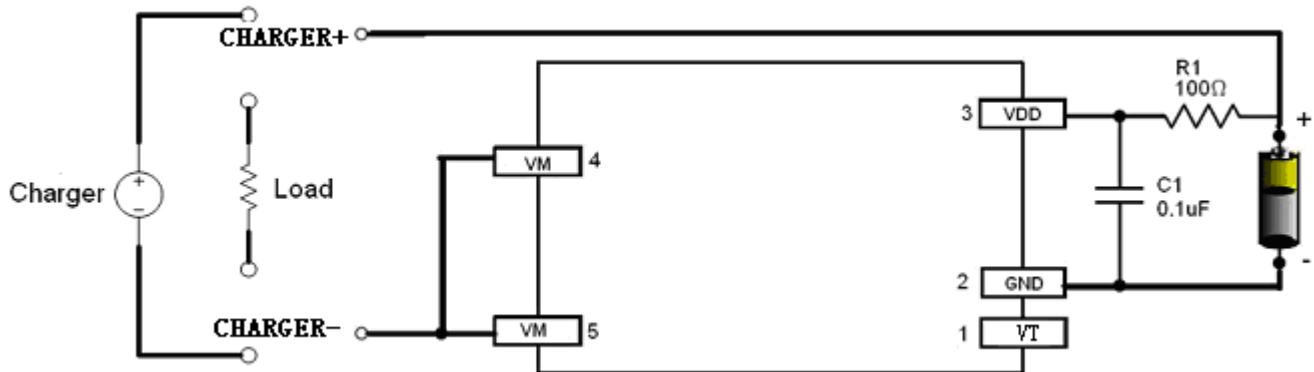 CHARGER+
R1
100Ω
3 VDD
+
VM 4
Charger
+
−
Load
C1
0.1uF
-
2 GND
CHARGER-
VM 5
1 VT